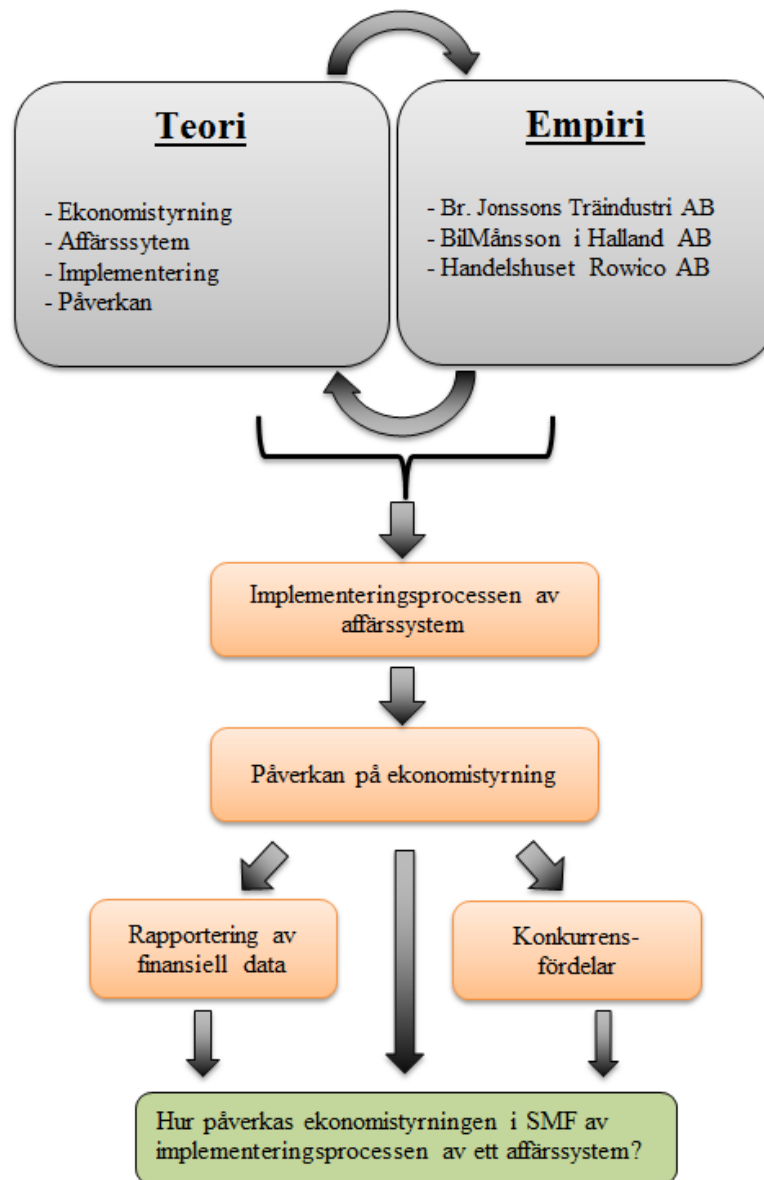 Teori
- Ekonomistyrning
- Affärsssytem
- Implementering
- Påverkan
Empiri
- Br. Jonssons Träindustri AB
- BilMånsson i Halland AB
- Handelshuset Rowico AB
Implementeringsprocessen av
affärssystem
Påverkan på ekonomistyrning
Rapportering av
finansiell data
Konkurrens-
fördelar
Hur påverkas ekonomistyrningen i SMF av
implementeringsprocessen av ett affärssystem?